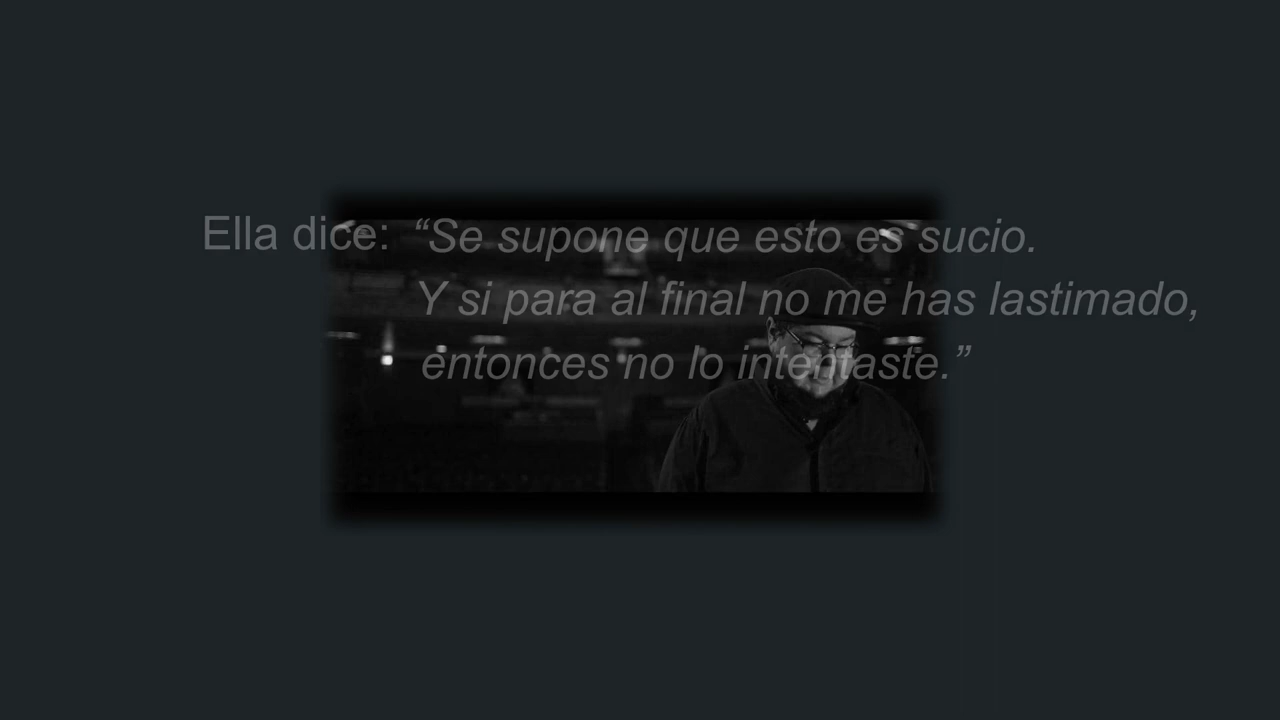 Ella dice: “Se supone que esto es sucio.
Y si para al final no me has lastimado,
entonces no lo intentaste.”